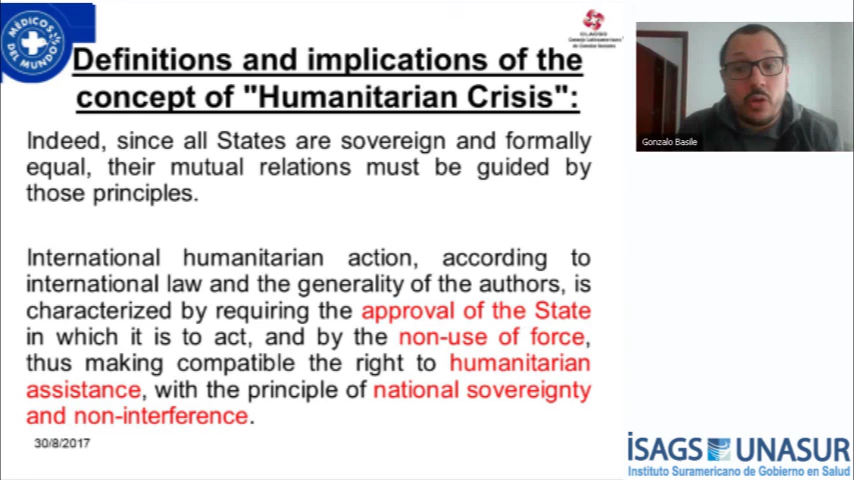 MÉDICOS
DEL MUNDO
CLACSO
Consejo Latinoamericano
de Ciencias Sociales
Definitions and implications of the
concept of "Humanitarian Crisis":
Indeed, since all States are sovereign and formally
equal, their mutual relations must be guided by
those principles.
International humanitarian action, according to
international law and the generality of the authors, is
characterized by requiring the approval of the State
in which it is to act, and by the non-use of force,
thus making compatible the right to humanitarian
assistance, with the principle of national sovereignty
and non-interference.
30/8/2017
Gonzalo Basile
iSAGS UNASUR
Instituto Suramericano de Gobierno en Salud